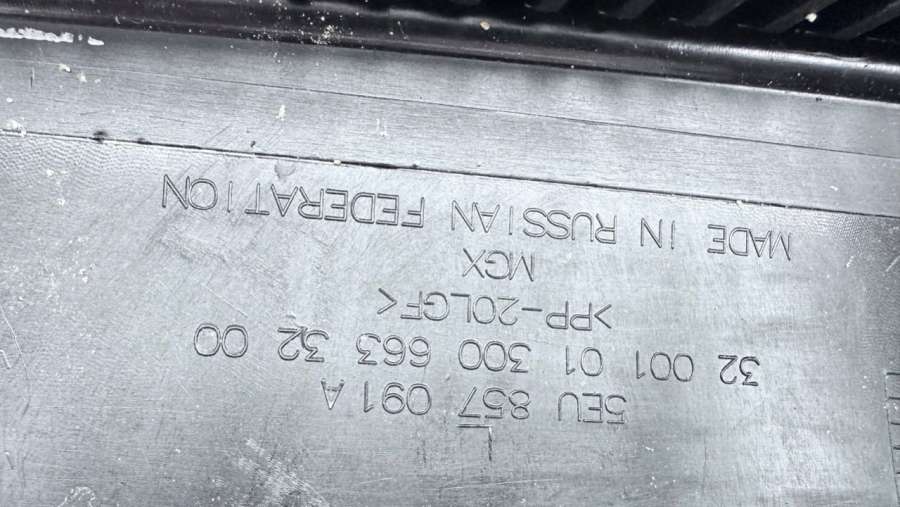 L
5EU 857 091 A
32 001 01 300 663 32 00
>PP-20LGF<
MGX
MADE IN RUSSIAN FEDERATION